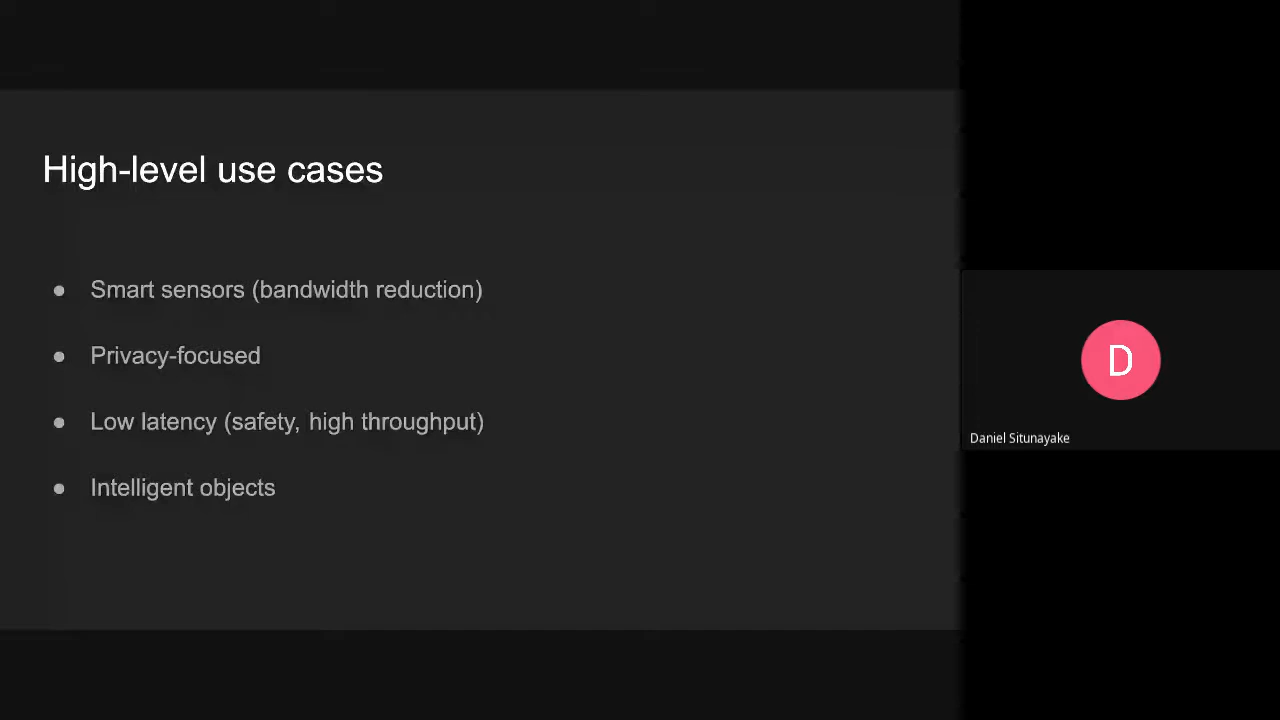 High-level use cases
● Smart sensors (bandwidth reduction)
● Privacy-focused
● Low latency (safety, high throughput)
● Intelligent objects
D
Daniel Situnayake